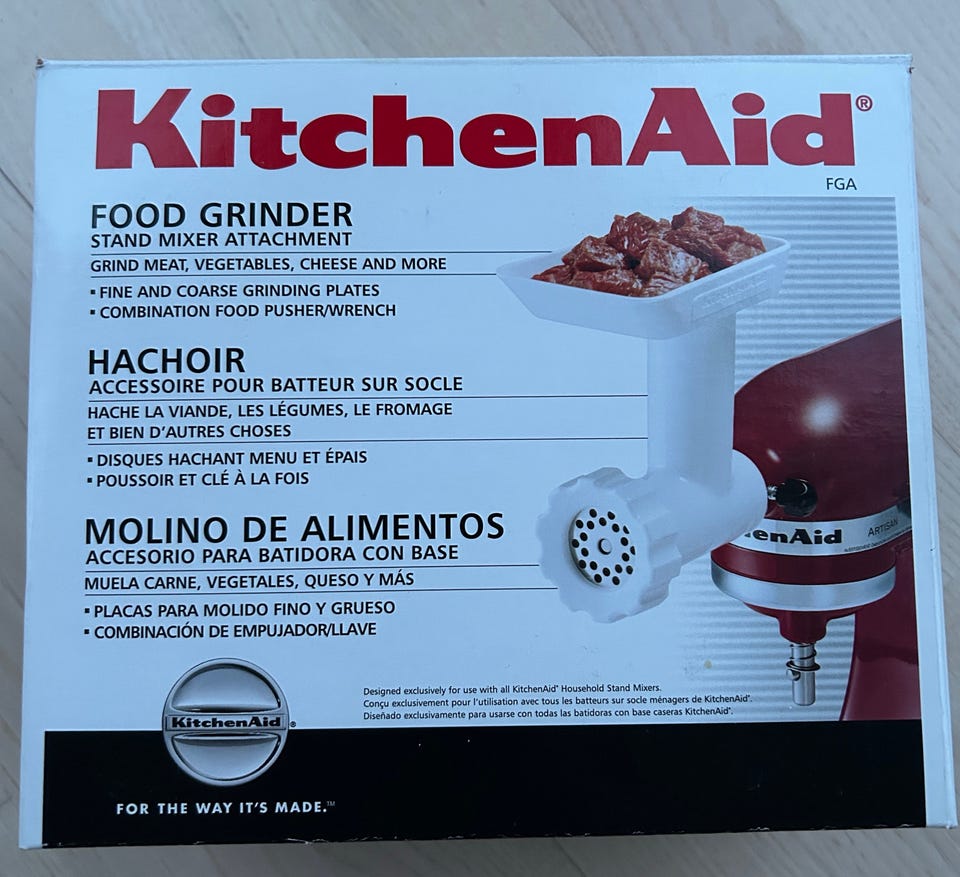 KitchenAid®
FGA
FOOD GRINDER
STAND MIXER ATTACHMENT
GRIND MEAT, VEGETABLES, CHEESE AND MORE
▪ FINE AND COARSE GRINDING PLATES
▪ COMBINATION FOOD PUSHER/WRENCH
HACHOIR
ACCESSOIRE POUR BATTEUR SUR SOCLE
HACHE LA VIANDE, LES LÉGUMES, LE FROMAGE
ET BIEN D'AUTRES CHOSES
▪ DISQUES HACHANT MENU ET ÉPAIS
▪ POUSSOIR ET CLÉ À LA FOIS
enAid
ARTISAN
MOLINO DE ALIMENTOS
ACCESORIO PARA BATIDORA CON BASE
MUELA CARNE, VEGETALES, QUESO Y MÁS
▪ PLACAS PARA MOLIDO FINO Y GRUESO
▪ COMBINACIÓN DE EMPUJADOR/LLAVE
Designed exclusively for use with all KitchenAid® Household Stand Mixers.
Conçu exclusivement pour l'utilisation avec tous les batteurs sur socle ménagers de KitchenAid®.
Diseñado exclusivamente para usarse con todas las batidoras con base caseras KitchenAid®.
KitchenAid®
FOR THE WAY IT'S MADE.™